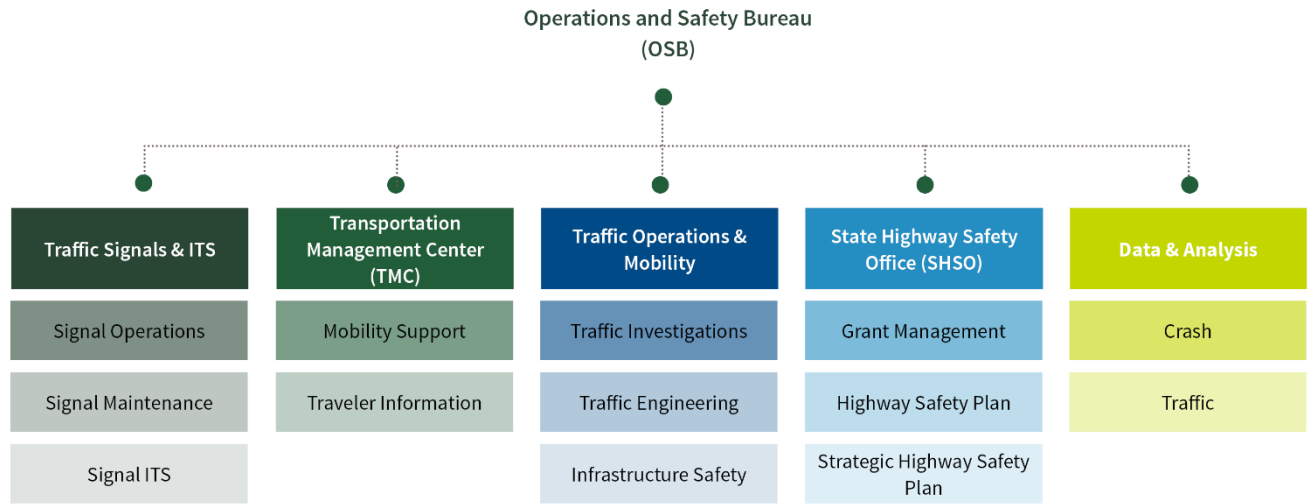 Operations and Safety Bureau
(OSB)
Traffic Signals & ITS
Signal Operations
Signal Maintenance
Signal ITS
Transportation
Management Center
(TMC)
Mobility Support
Traveler Information
Traffic Operations &
Mobility
Traffic Investigations
Traffic Engineering
Infrastructure Safety
State Highway Safety
Office (SHSO)
Grant Management
Highway Safety Plan
Strategic Highway Safety
Plan
Data & Analysis
Crash
Traffic